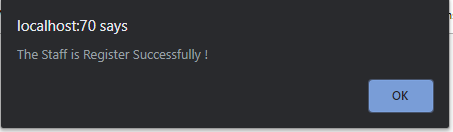 localhost:70 says
The Staff is Register Successfully !
OK